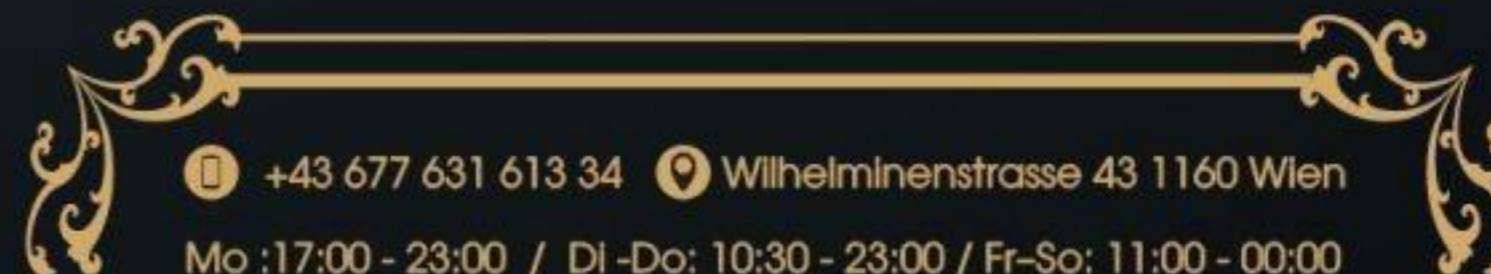 +43 677 631 613 34 Wilhelminenstrasse 43 1160 Wien
Mo :17:00 - 23:00 / Di -Do: 10:30 - 23:00 / Fr-So: 11:00 - 00:00